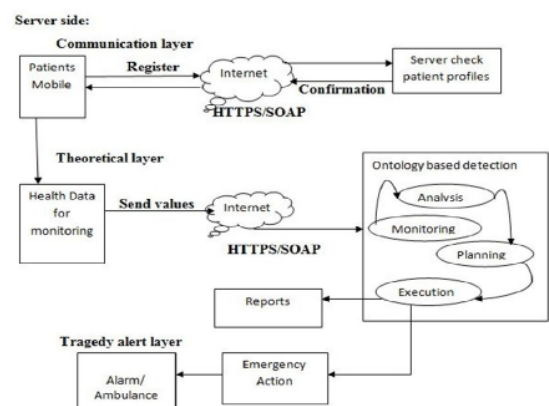 Server side:
Communication layer
Patients
Mobile
Register
Internet
Confirmation
Server check
patient profiles
HTTPS/SOAP
Theoretical layer
Health Data
for
monitoring
Send values
Internet
HTTPS/SOAP
Ontology based detection
Analysis
Monitoring
Planning
Execution
Reports
Tragedy alert layer
Alarm/
Ambulance
Emergency
Action